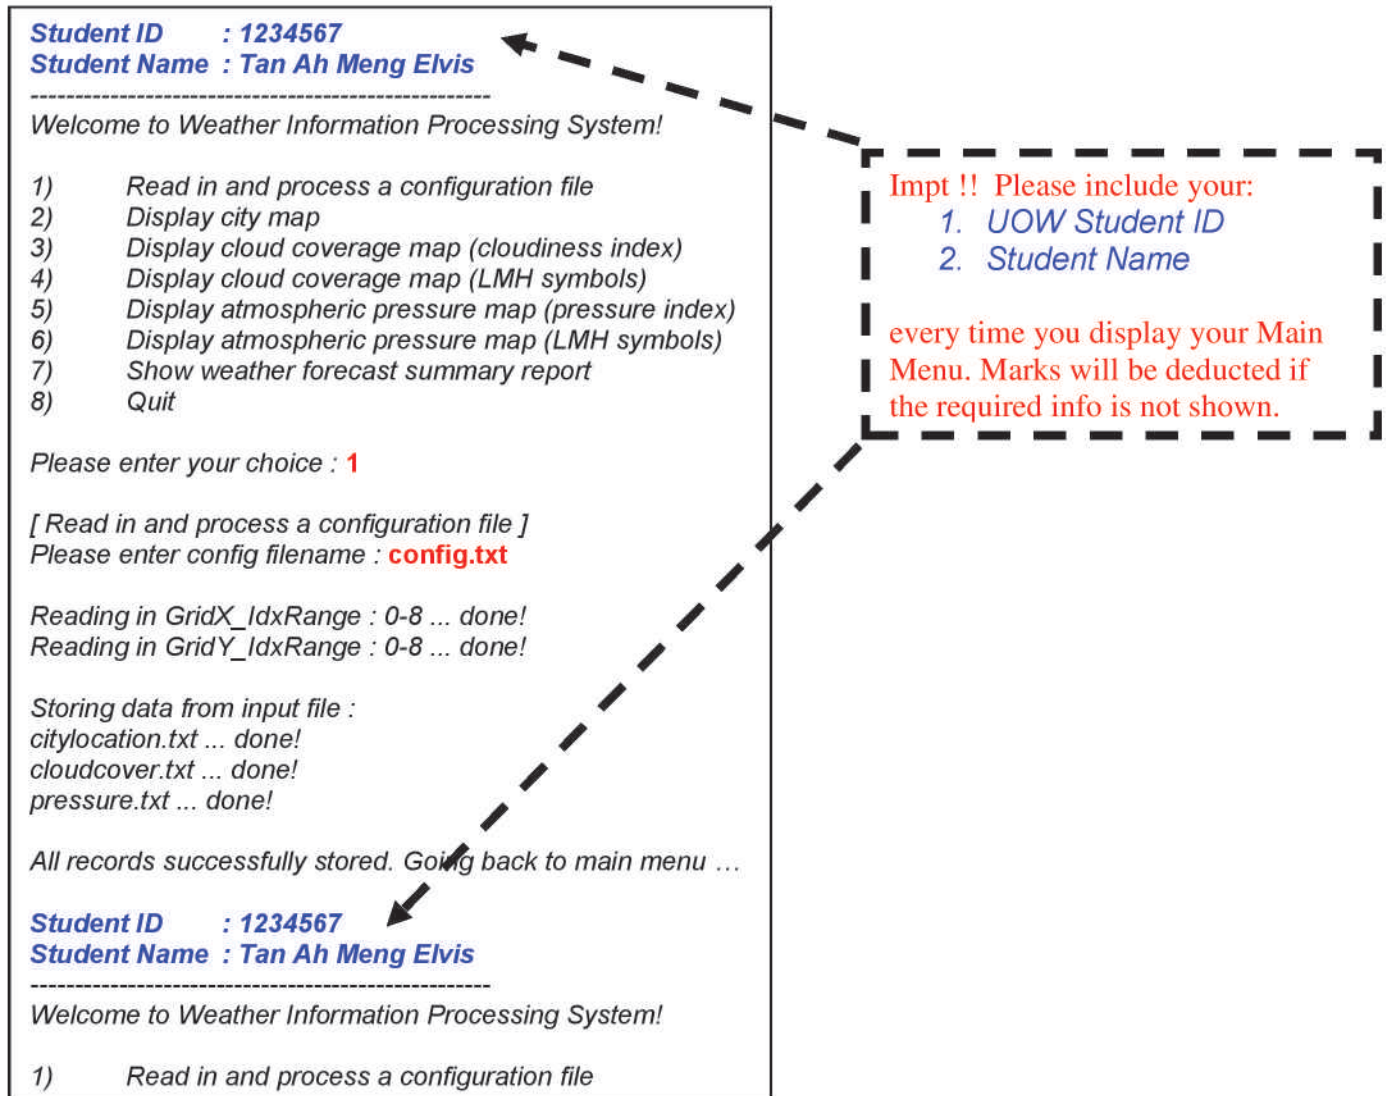 Student ID : 1234567
Student Name : Tan Ah Meng Elvis
---------------------------------------------------
Welcome to Weather Information Processing System!
1) Read in and process a configuration file
2) Display city map
3) Display cloud coverage map (cloudiness index)
4) Display cloud coverage map (LMH symbols)
5) Display atmospheric pressure map (pressure index)
6) Display atmospheric pressure map (LMH symbols)
7) Show weather forecast summary report
8) Quit
Please enter your choice : 1
[ Read in and process a configuration file ]
Please enter config filename : config.txt
Reading in GridX_IdxRange : 0-8 ... done!
Reading in GridY_IdxRange : 0-8 ... done!
Storing data from input file :
citylocation.txt ... done!
cloudcover.txt ... done!
pressure.txt ... done!
All records successfully stored. Going back to main menu …
Student ID : 1234567
Student Name : Tan Ah Meng Elvis
---------------------------------------------------
Welcome to Weather Information Processing System!
1) Read in and process a configuration file
Impt !! Please include your:
1. UOW Student ID
2. Student Name
every time you display your Main
Menu. Marks will be deducted if
the required info is not shown.